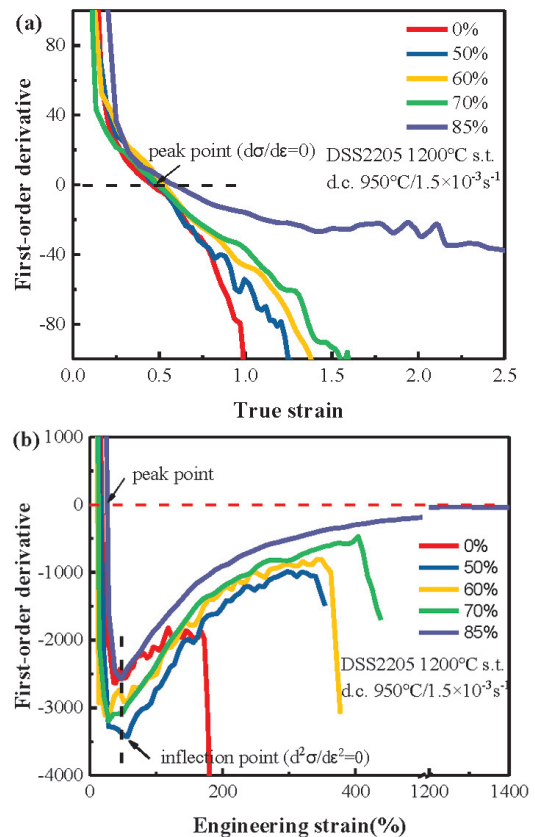 (a)
80
40
0
-40
-80
First-order derivative
0%
50%
60%
70%
85%
peak point (dσ/dε=0)
DSS2205 1200°C s.t.
d.c. 950°C/1.5×10⁻³s⁻¹
0.0 0.5 1.0 1.5 2.0 2.5
True strain
(b)
1000
0
-1000
-2000
-3000
-4000
First-order derivative
peak point
0%
50%
60%
70%
85%
DSS2205 1200°C s.t.
d.c. 950°C/1.5×10⁻³s⁻¹
inflection point (d²σ/dε²=0)
0 200 400 1200 1400
Engineering strain(%)